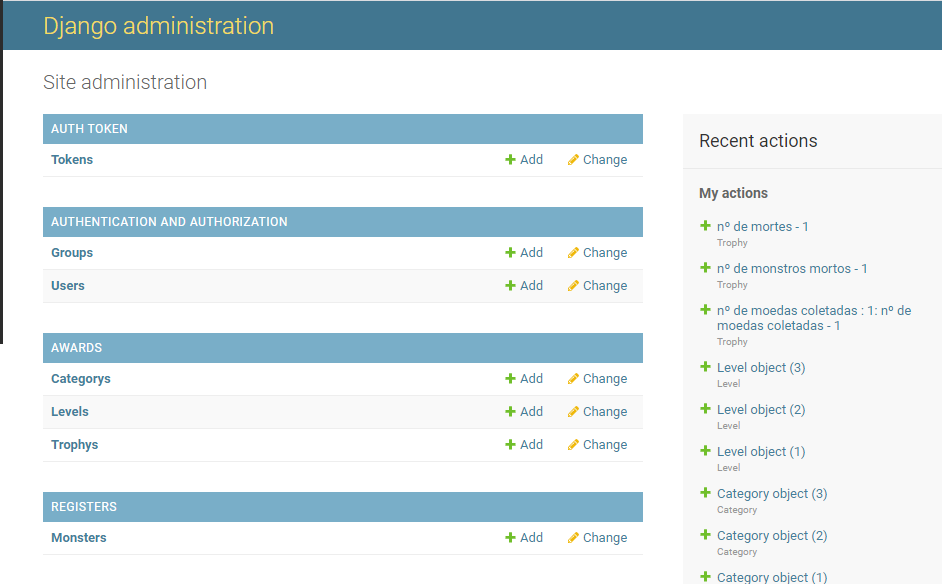 Django administration
Site administration
AUTH TOKEN
Tokens Add Change
AUTHENTICATION AND AUTHORIZATION
Groups Add Change
Users Add Change
AWARDS
Categorys Add Change
Levels Add Change
Trophys Add Change
REGISTERS
Monsters Add Change
Recent actions
My actions
nº de mortes - 1
Trophy
nº de monstros mortos - 1
Trophy
nº de moedas coletadas : 1: nº de
moedas coletadas - 1
Trophy
Level object (3)
Level
Level object (2)
Level
Level object (1)
Level
Category object (3)
Category
Category object (2)
Category
Category object (1)